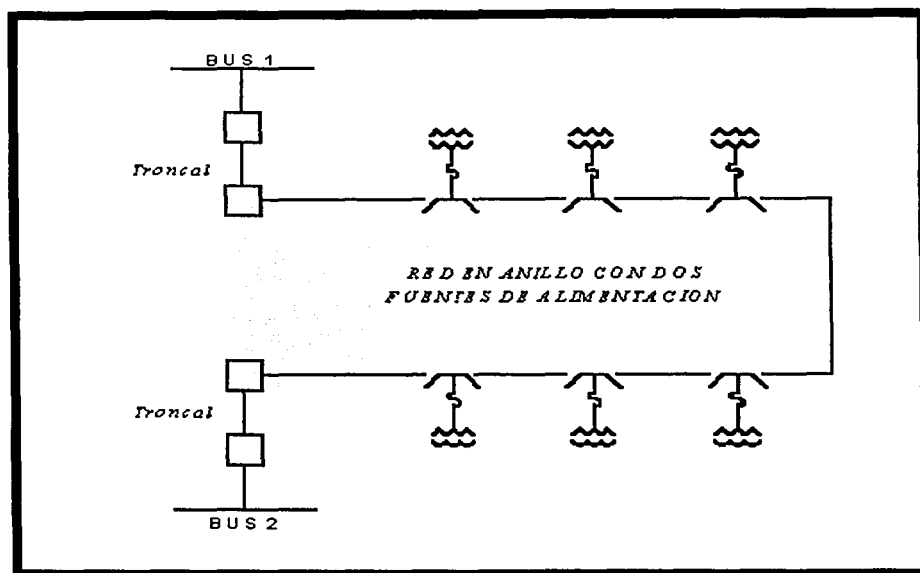 BUS 1
Troncal
RED EN ANILLO CON DOS
FUENTES DE ALIMENTACION
Troncal
BUS 2